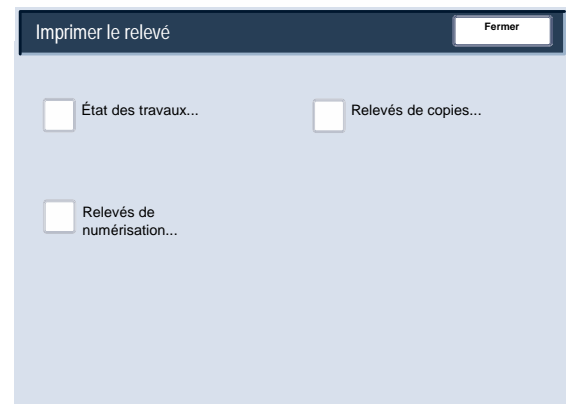 Imprimer le relevé
Fermer
État des travaux...
Relevés de copies...
Relevés de
numérisation...